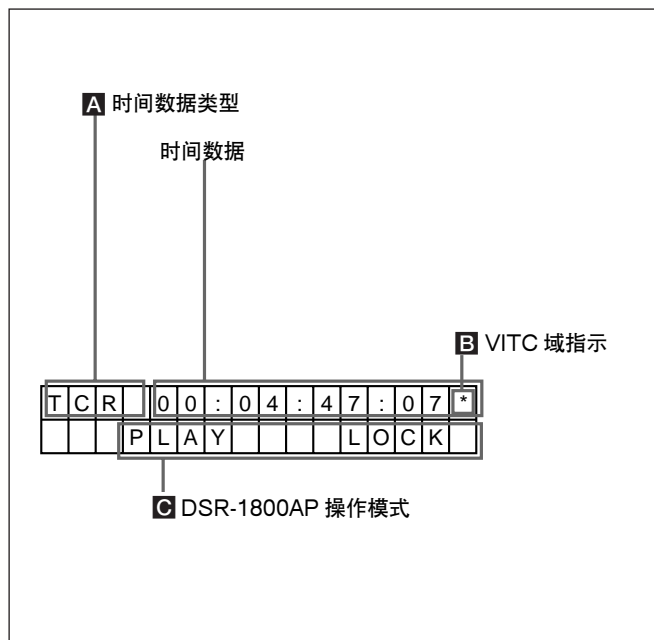 A 时间数据类型
时间数据
B VITC 域指示
TCR 00:04:47:07*
PLAY LOCK
C DSR-1800AP 操作模式